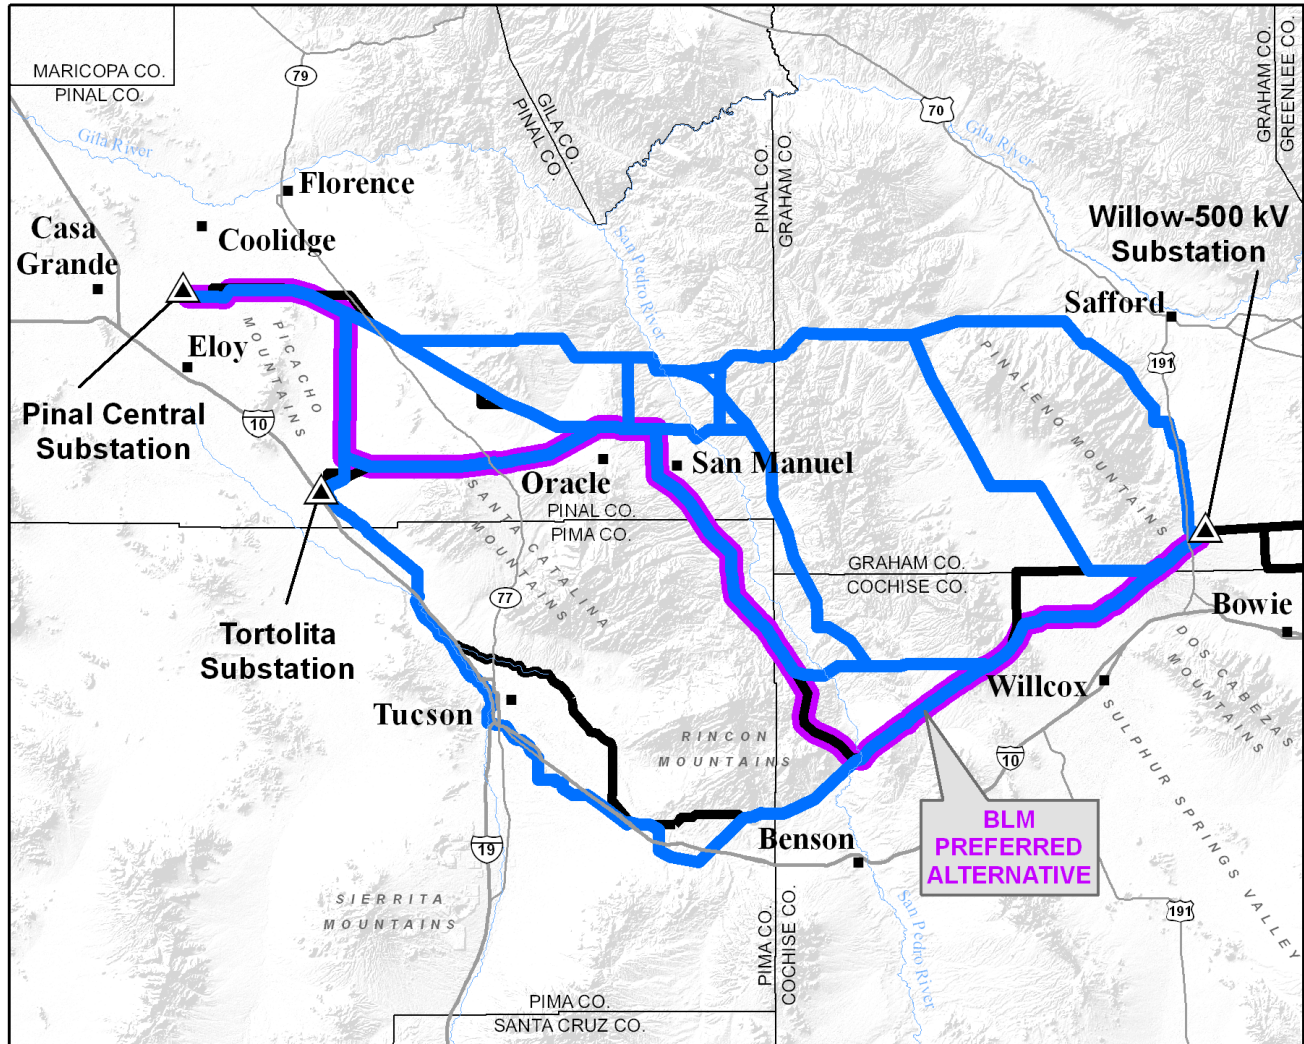 MARICOPA CO.
PINAL CO.
79
GILA CO.
PINAL CO.
70
GRAHAM CO.
GREENLEE CO.
Gila River
Gila River
Florence
PINAL CO.
GRAHAM CO.
Casa
Grande
Coolidge
San Pedro River
Willow-500 kV
Substation
Safford
191
Eloy
PICACHO
MOUNTAINS
PINALENO MOUNTAINS
Pinal Central
Substation
10
San Manuel
Oracle
SANTA CATALINA
MOUNTAINS
PINAL CO.
PIMA CO.
GRAHAM CO.
COCHISE CO.
77
Bowie
Tortolita
Substation
DOS CABEZAS
MOUNTAINS
Willcox
Tucson
RINCON
MOUNTAINS
SULPHUR SPRINGS VALLEY
10
BLM
PREFERRED
ALTERNATIVE
Benson
19
SIERRITA
MOUNTAINS
San Pedro River
191
PIMA CO.
COCHISE CO.
PIMA CO.
SANTA CRUZ CO.